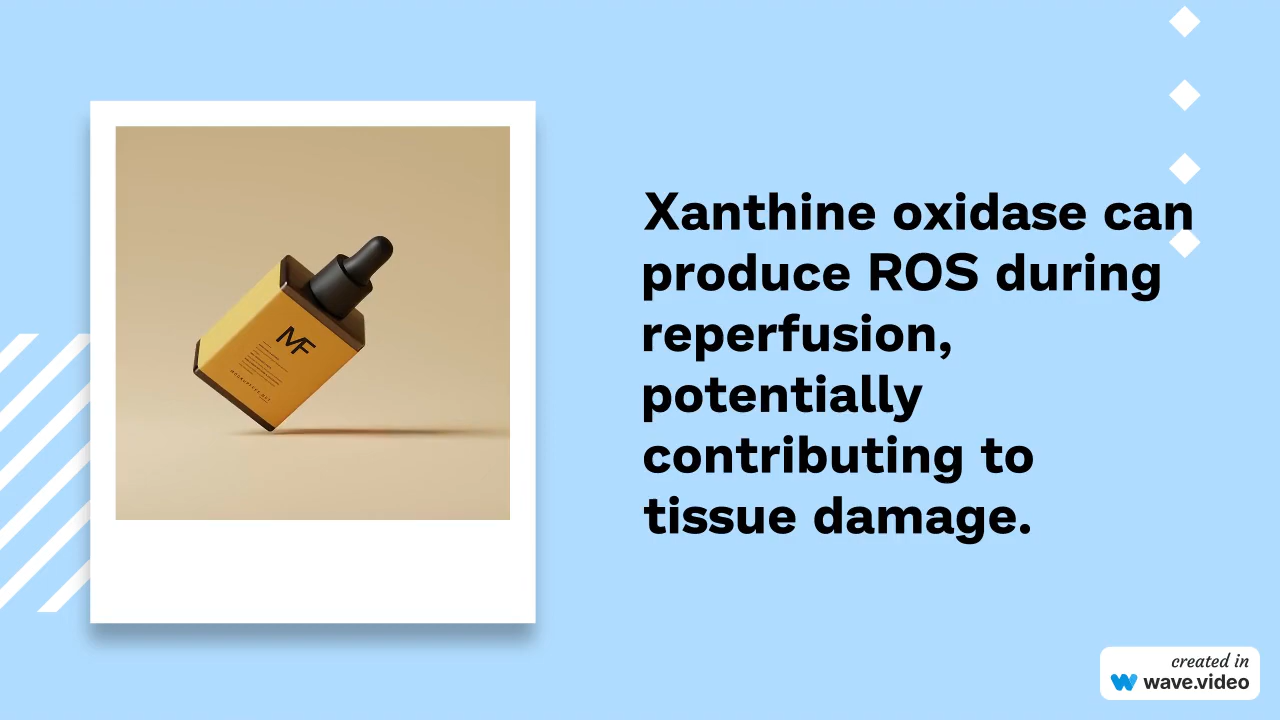 MF
Xanthine oxidase can
produce ROS during
reperfusion,
potentially
contributing to
tissue damage.
created in
wave.video